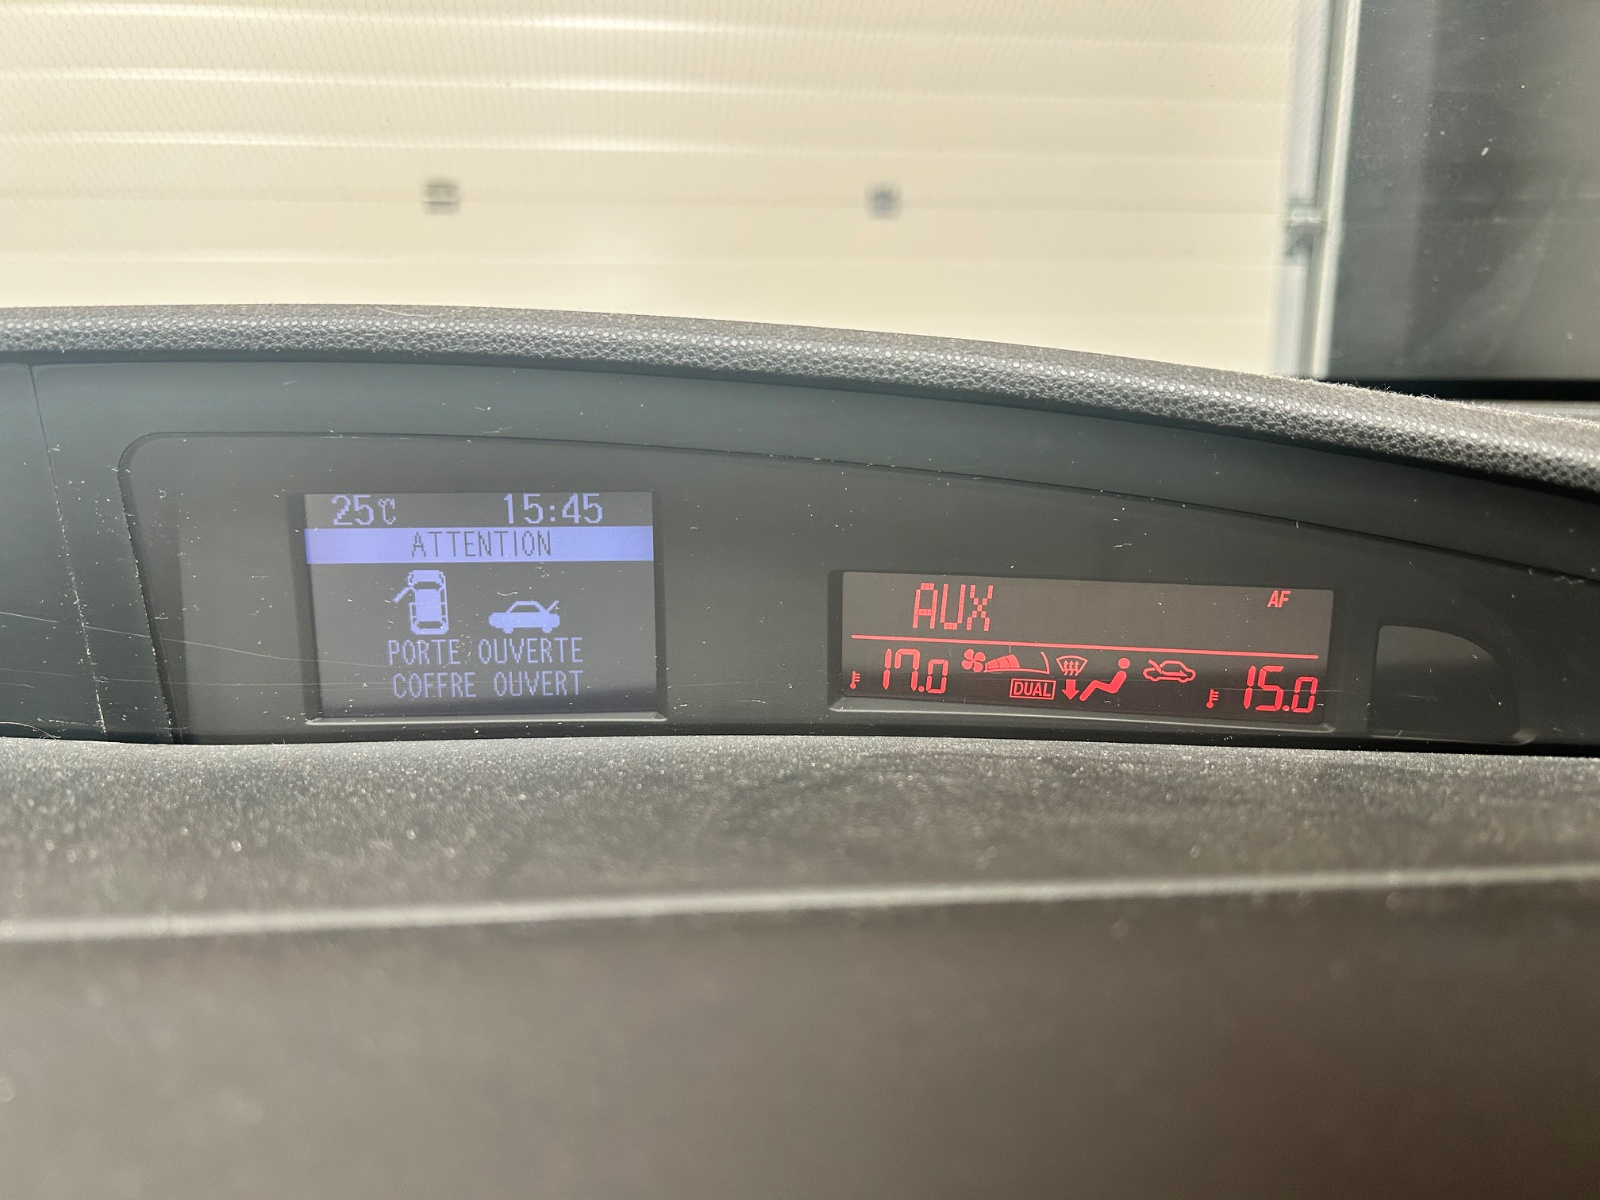 25℃ 15:45
ATTENTION
PORTE OUVERTE
COFFRE OUVERT
AUX AF
17.0 DUAL 15.0